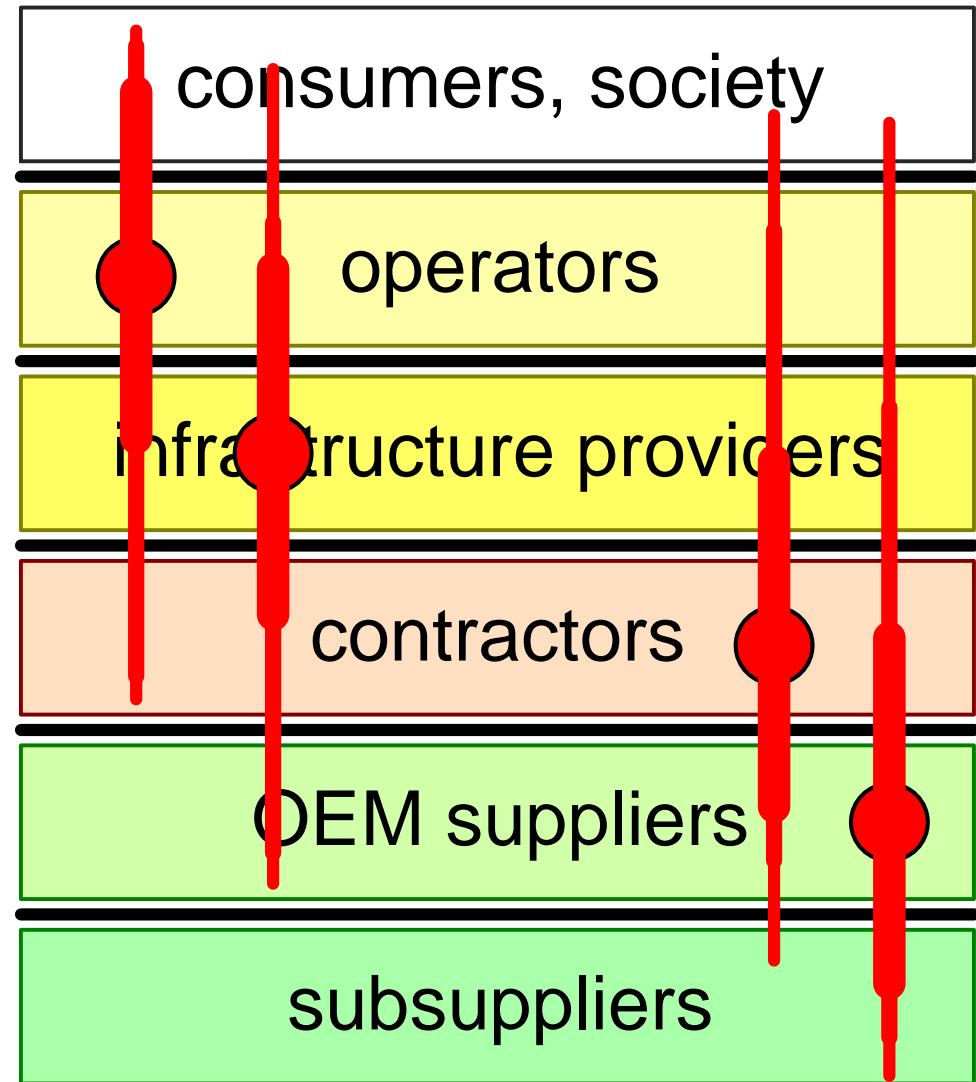 consumers, society
operators
infrastructure providers
contractors
OEM suppliers
subsuppliers